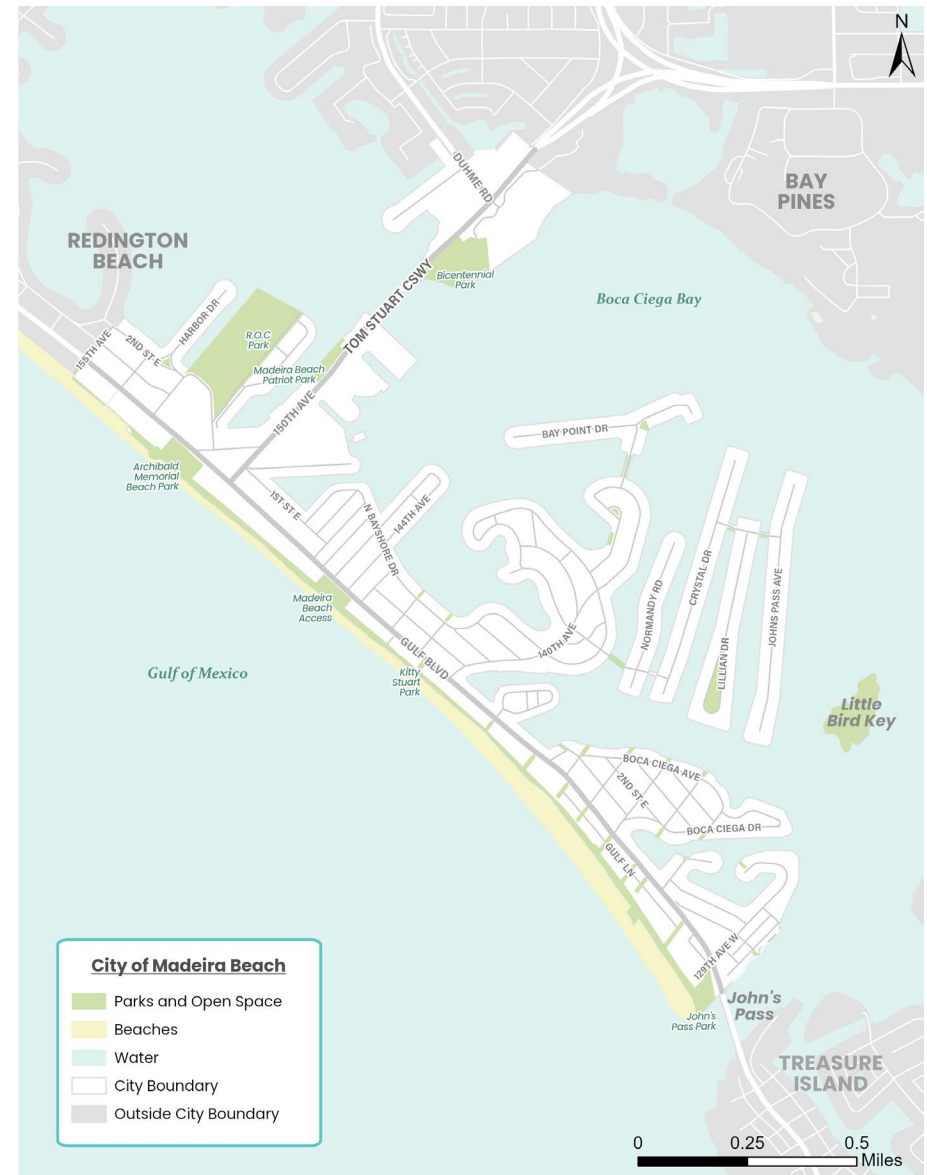 N
DUHME RD
BAY
PINES
REDINGTON
BEACH
Bicentennial
Park
TOM STUART CSWY
Boca Ciega Bay
HARBOR DR
R.O.C
Park
155TH AVE
2ND ST E
Madeira Beach
Patriot Park
150TH AVE
BAY POINT DR
Archibald
Memorial
Beach Park
1ST ST E
N BAYSHORE DR
144TH AVE
CRYSTAL DR
NORMANDY RD
JOHNS PASS AVE
Madeira
Beach
Access
140TH AVE
LILLIAN DR
GULF BLVD
Gulf of Mexico
Kitty
Stuart
Park
Little
Bird Key
BOCA CIEGA AVE
2ND ST E
BOCA CIEGA DR
GULF LN
129TH AVE W
John's
Pass
John's
Pass Park
TREASURE
ISLAND
City of Madeira Beach
Parks and Open Space
Beaches
Water
City Boundary
Outside City Boundary
0 0.25 0.5
Miles